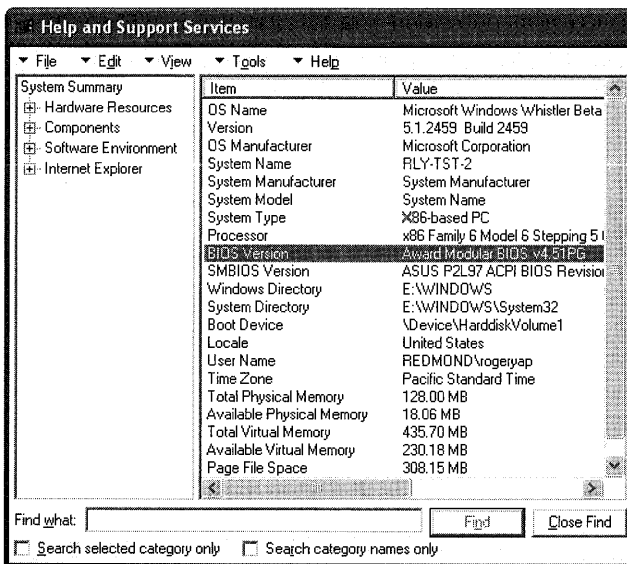 Help and Support Services
File Edit View Tools Help
System Summary
Hardware Resources
Components
Software Environment
Internet Explorer
Item Value
OS Name Microsoft Windows Whistler Beta
Version 5.1.2459 Build 2459
OS Manufacturer Microsoft Corporation
System Name RLY-TST-2
System Manufacturer System Manufacturer
System Model System Name
System Type X86-based PC
Processor x86 Family 6 Model 6 Stepping 5
BIOS Version Award Modular BIOS v4.51PG
SMBIOS Version ASUS P2L97 ACPI BIOS Revision
Windows Directory E:\WINDOWS
System Directory E:\WINDOWS\System32
Boot Device \Device\HarddiskVolume1
Locale United States
User Name REDMOND\rogeryap
Time Zone Pacific Standard Time
Total Physical Memory 128.00 MB
Available Physical Memory 18.06 MB
Total Virtual Memory 435.70 MB
Available Virtual Memory 230.18 MB
Page File Space 308.15 MB
Find what: Find Close Find
Search selected category only Search category names only